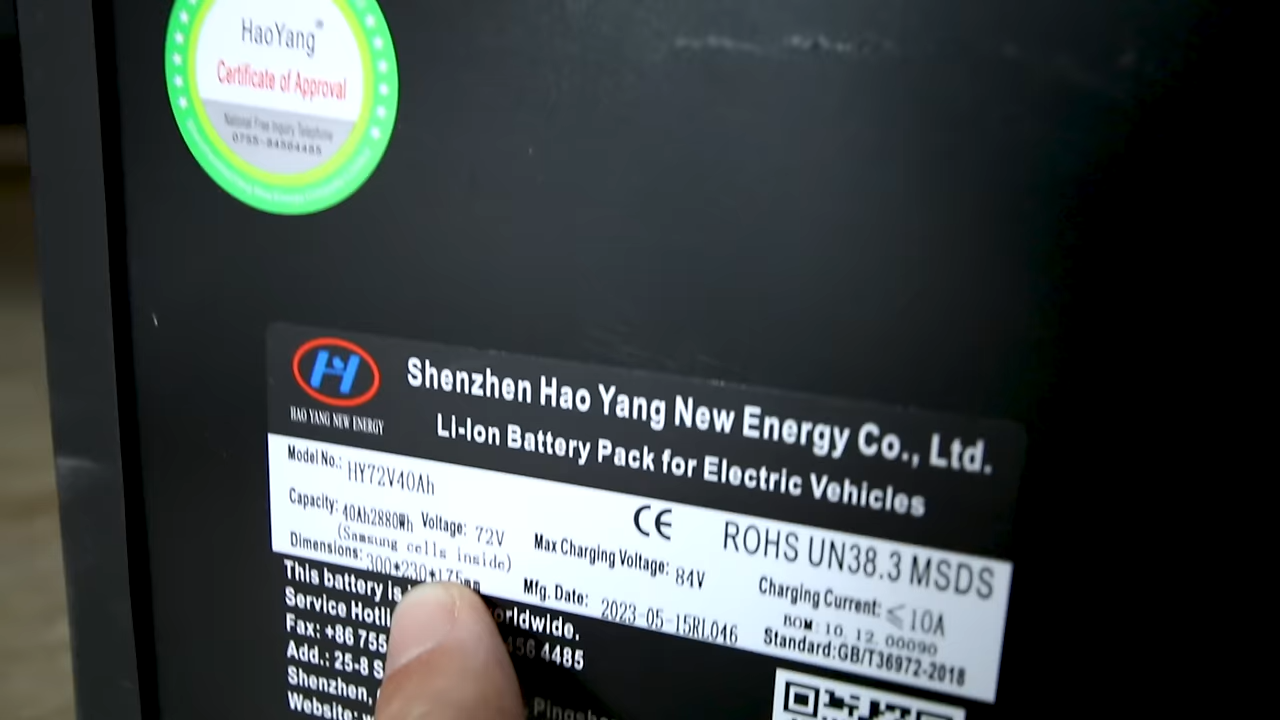 HaoYang
Certificate of Approval
National Free Inquiry Telephone
HAO YANG NEW ENERGY
Shenzhen Hao Yang New Energy Co., Ltd.
Li-Ion Battery Pack for Electric Vehicles
Model No.: HY72V40Ah
CE ROHS UN38.3 MSDS
Capacity: 40Ah2880Wh Voltage: 72V Max Charging Voltage: 84V Charging Current: ≤10A
(Samsung cells inside)
BOM: 10. 12. 00090
Dimensions: 300*230*175mm Mfg. Date: 2023-05-15RL046 Standard:GB/T36972-2018
This battery is
Service Hotli
Fax: +86 755 456 4485
Add.: 25-8
Shenzhen,
Website: